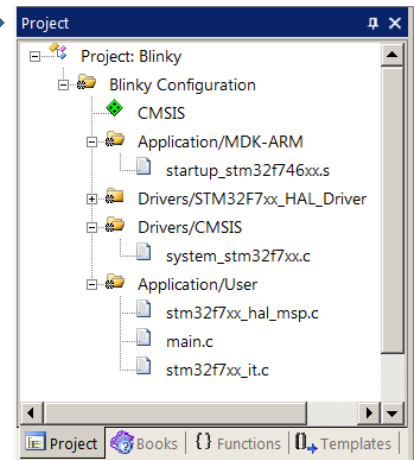 Project
Project: Blinky
Blinky Configuration
CMSIS
Application/MDK-ARM
startup_stm32f746xx.s
Drivers/STM32F7xx_HAL_Driver
Drivers/CMSIS
system_stm32f7xx.c
Application/User
stm32f7xx_hal_msp.c
main.c
stm32f7xx_it.c
Project Books {} Functions 0 Templates